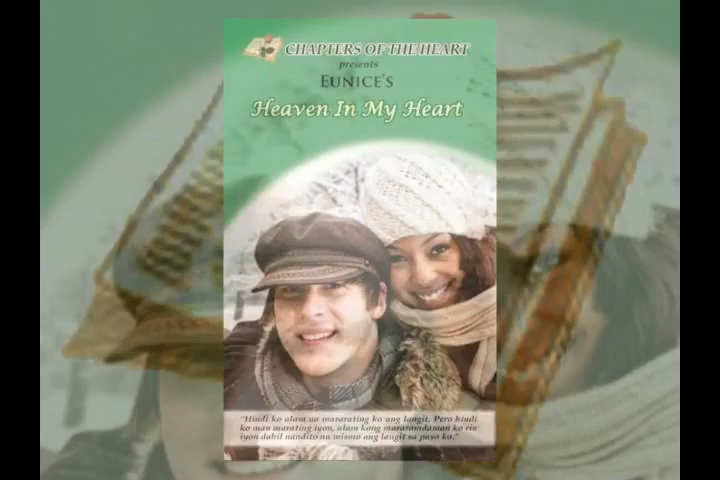 CHAPTERS OF THE HEART
presents
EUNICE'S
Heaven In My Heart
"Hindi ko alam no mararating ko ang langit. Pero hindi
ko man marating iyon, alam kong mararamdaman ko rin
iyon dahil nandito na mismo ang langit sa puso ko."